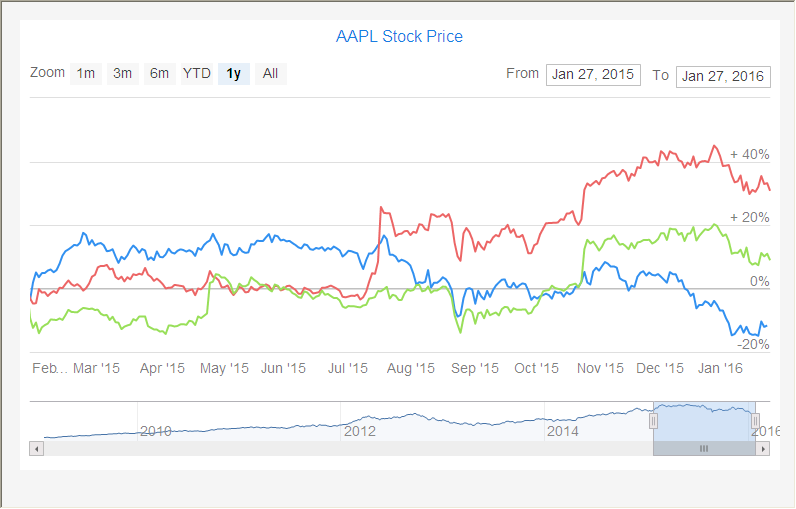 AAPL Stock Price
Zoom 1m 3m 6m YTD 1y All From Jan 27, 2015 To Jan 27, 2016
+ 40%
+ 20%
0%
-20%
Feb... Mar '15 Apr '15 May '15 Jun '15 Jul '15 Aug '15 Sep '15 Oct '15 Nov '15 Dec '15 Jan '16
2010 2012 2014 2016